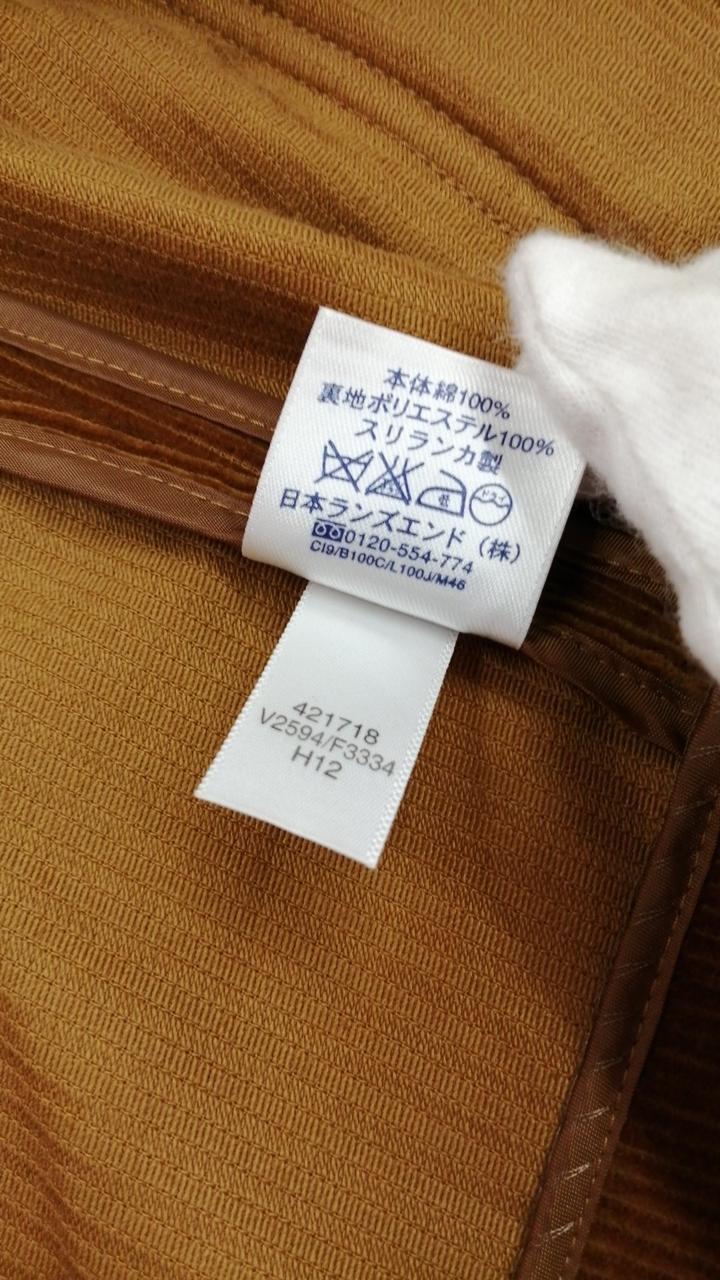 本体綿100%
裏地ポリエステル100%
スリランカ製
ドライ
日本ランズエンド（株）
0120-554-774
CI9/B100C/L100J/M46
421718
V2594/F3334
H12